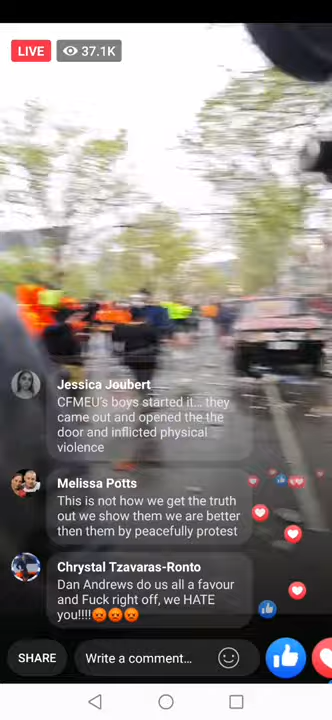 LIVE 37.1K
Jessica Joubert
CFMEU's boys started it... they
came out and opened the the
door and inflicted physical
violence
Melissa Potts
This is not how we get the truth
out we show them we are better
then them by peacefully protest
Chrystal Tzavaras-Ronto
Dan Andrews do us all a favour
and Fuck right off, we HATE
you!!!!😡😡😡
SHARE Write a comment...